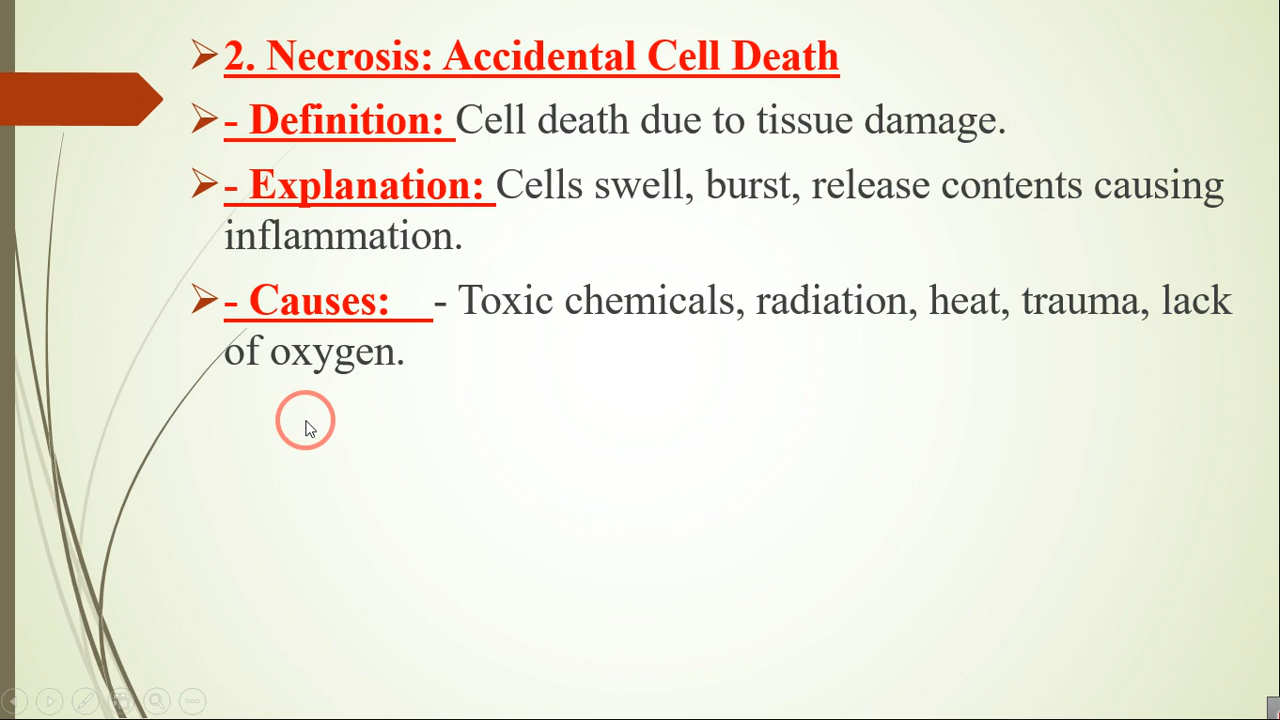 2. Necrosis: Accidental Cell Death
- Definition: Cell death due to tissue damage.
- Explanation: Cells swell, burst, release contents causing
inflammation.
- Causes: - Toxic chemicals, radiation, heat, trauma, lack
of oxygen.